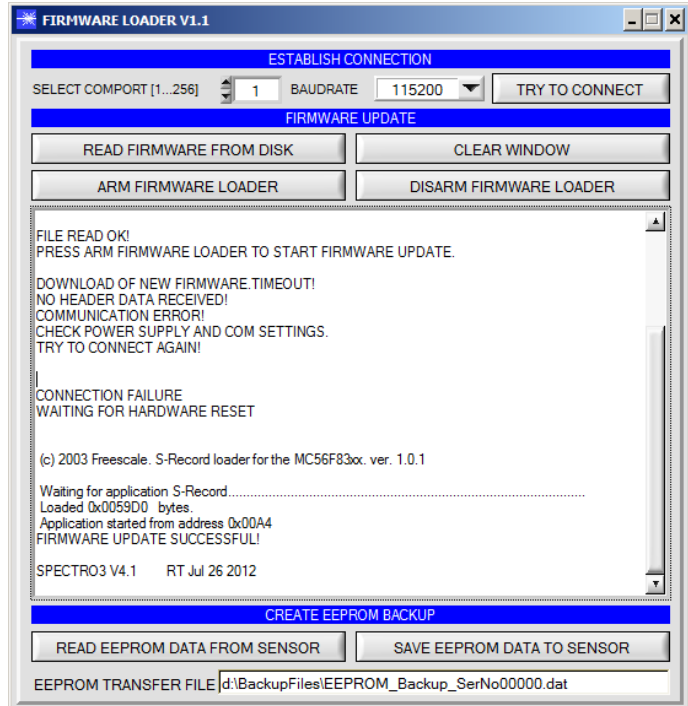 FIRMWARE LOADER V1.1
ESTABLISH CONNECTION
SELECT COMPORT [1...256] 1 BAUDRATE 115200 TRY TO CONNECT
FIRMWARE UPDATE
READ FIRMWARE FROM DISK CLEAR WINDOW
ARM FIRMWARE LOADER DISARM FIRMWARE LOADER
FILE READ OK!
PRESS ARM FIRMWARE LOADER TO START FIRMWARE UPDATE.
DOWNLOAD OF NEW FIRMWARE.TIMEOUT!
NO HEADER DATA RECEIVED!
COMMUNICATION ERROR!
CHECK POWER SUPPLY AND COM SETTINGS.
TRY TO CONNECT AGAIN!
CONNECTION FAILURE
WAITING FOR HARDWARE RESET
(c) 2003 Freescale. S-Record loader for the MC56F83xx. ver. 1.0.1
Waiting for application S-Record..........................................................................................
Loaded 0x0059D0 bytes.
Application started from address 0x00A4
FIRMWARE UPDATE SUCCESSFUL!
SPECTRO3 V4.1 RT Jul 26 2012
CREATE EEPROM BACKUP
READ EEPROM DATA FROM SENSOR SAVE EEPROM DATA TO SENSOR
EEPROM TRANSFER FILE d:\BackupFiles\EEPROM_Backup_SerNo00000.dat